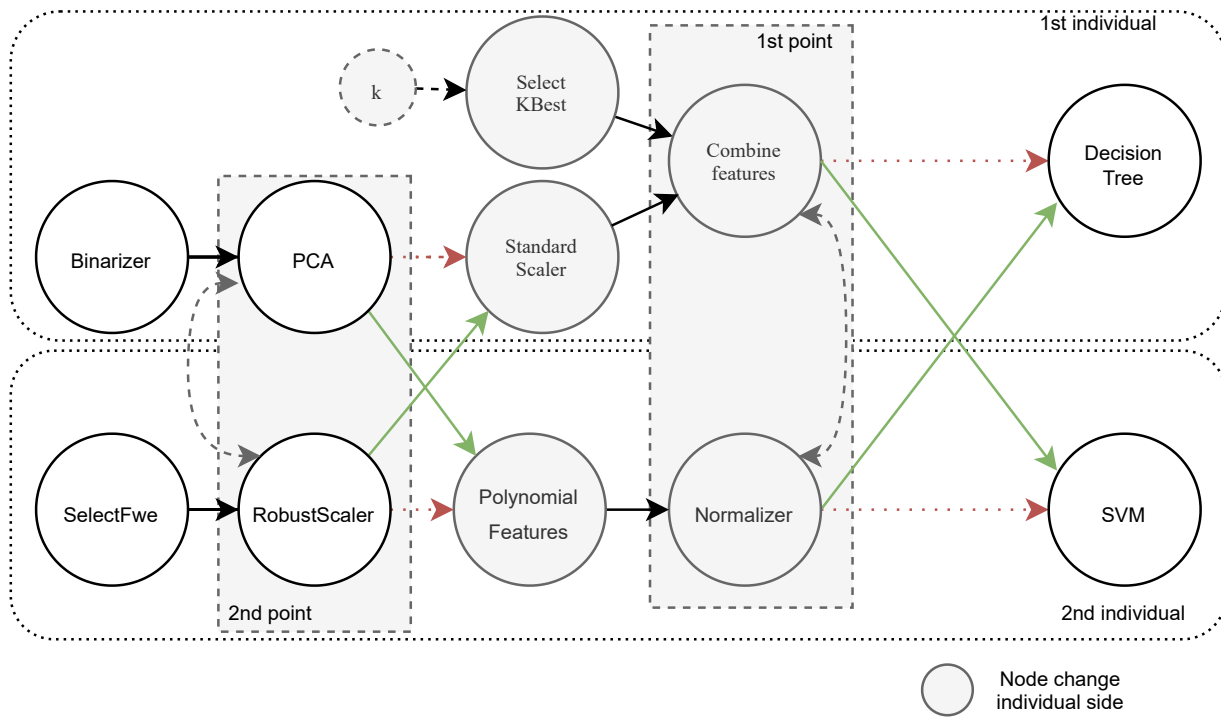 1st individual
1st point
k
Select
KBest
Combine
features
Decision
Tree
Binarizer
PCA
Standard
Scaler
SelectFwe
RobustScaler
Polynomial
Features
Normalizer
SVM
2nd point
2nd individual
Node change
individual side